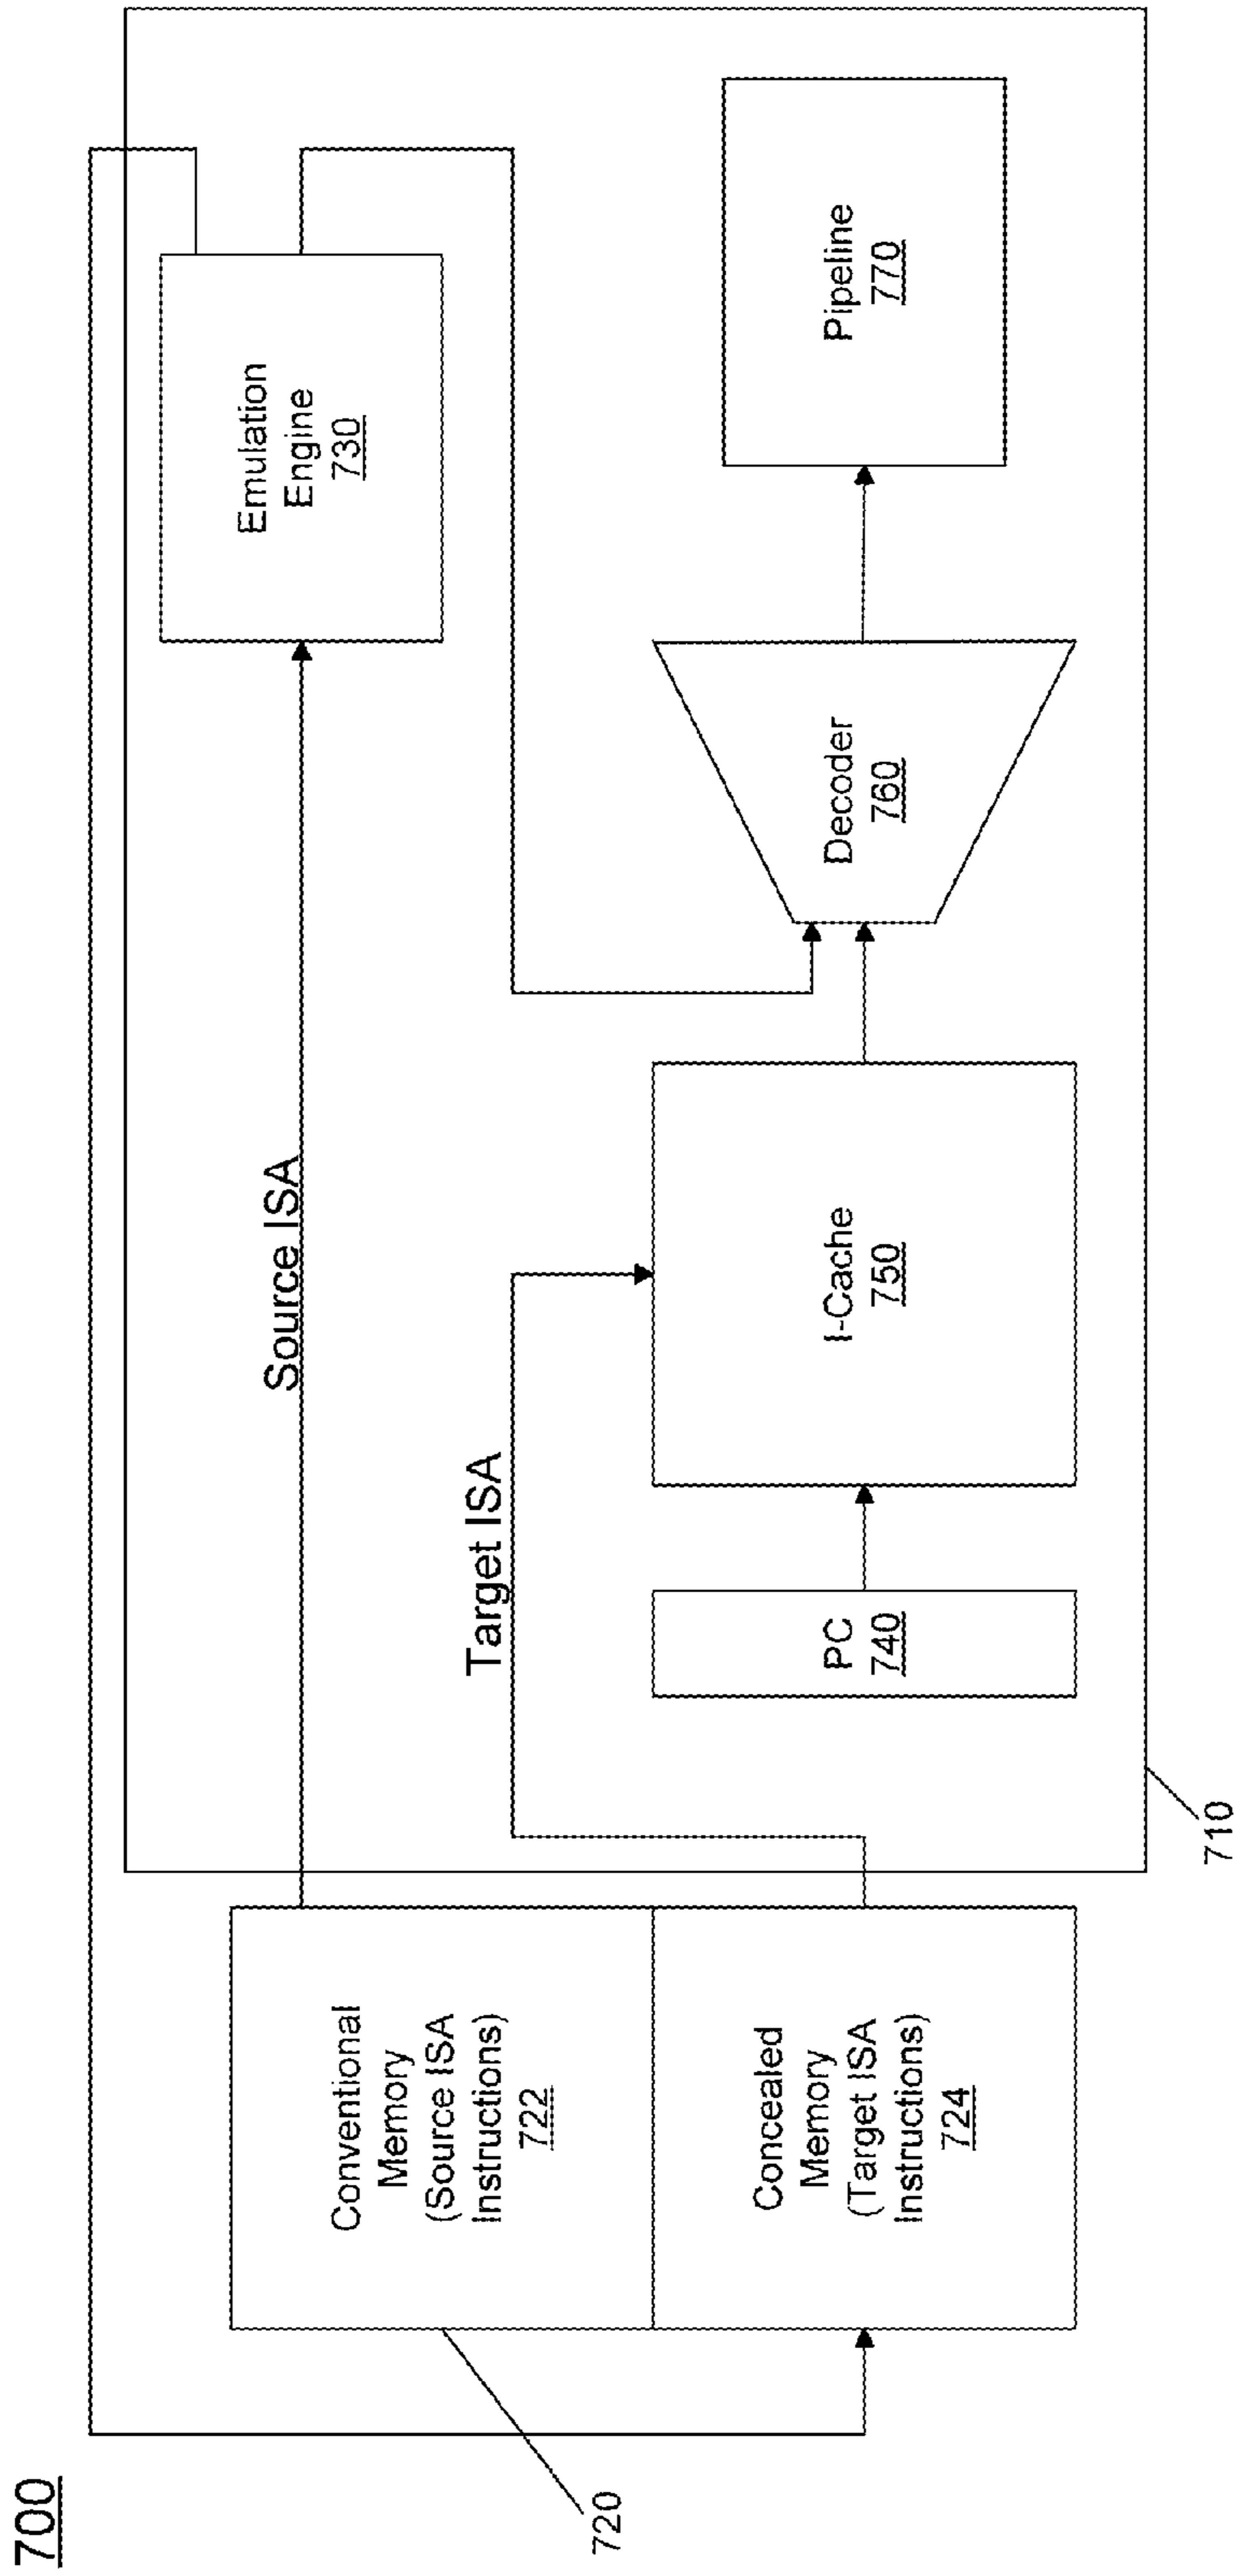 700
Conventional
Memory
(Source ISA
Instructions)
722
Concealed
Memory
(Target ISA
Instructions)
724
720
Source ISA
Target ISA
Emulation
Engine
730
PC
740
I-Cache
750
Decoder
760
Pipeline
770
710